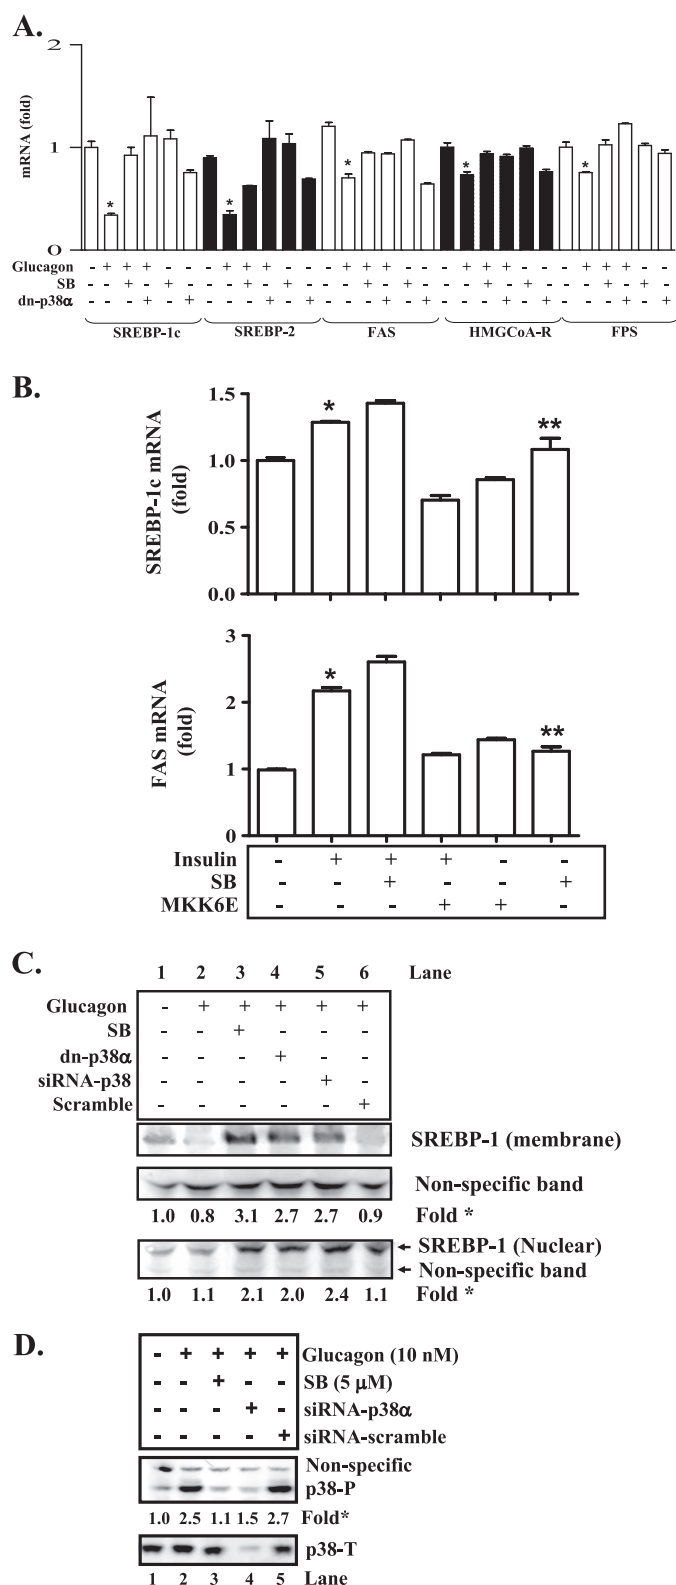 A.
2
1
0
mRNA (fold)
* * * * *
Glucagon - + + + - - - + + + - - - + + + - - - + + + - - - + + + - -
SB - - + - + - - - + - + - - - + - + - - - + - + - - - + - + -
dn-p38α - - - + - + - - - + - + - - - + - + - - - + - + - - - + - +
SREBP-1c SREBP-2 FAS HMGCoA-R FPS
B.
SREBP-1c mRNA
(fold)
1.5
1.0
0.5
0.0
* **
FAS mRNA
(fold)
3
2
1
0
* **
Insulin - + + + - -
SB - - + - - +
MKK6E - - - + + -
C.
1 2 3 4 5 6 Lane
Glucagon - + + + + +
SB - - + - - -
dn-p38α - - - + - -
siRNA-p38 - - - - + -
Scramble - - - - - +
SREBP-1 (membrane)
Non-specific band
1.0 0.8 3.1 2.7 2.7 0.9 Fold *
SREBP-1 (Nuclear)
Non-specific band
1.0 1.1 2.1 2.0 2.4 1.1 Fold *
D.
- + + + + Glucagon (10 nM)
- - + - - SB (5 μM)
- - - + - siRNA-p38α
- - - - + siRNA-scramble
Non-specific
p38-P
1.0 2.5 1.1 1.5 2.7 Fold*
p38-T
1 2 3 4 5 Lane